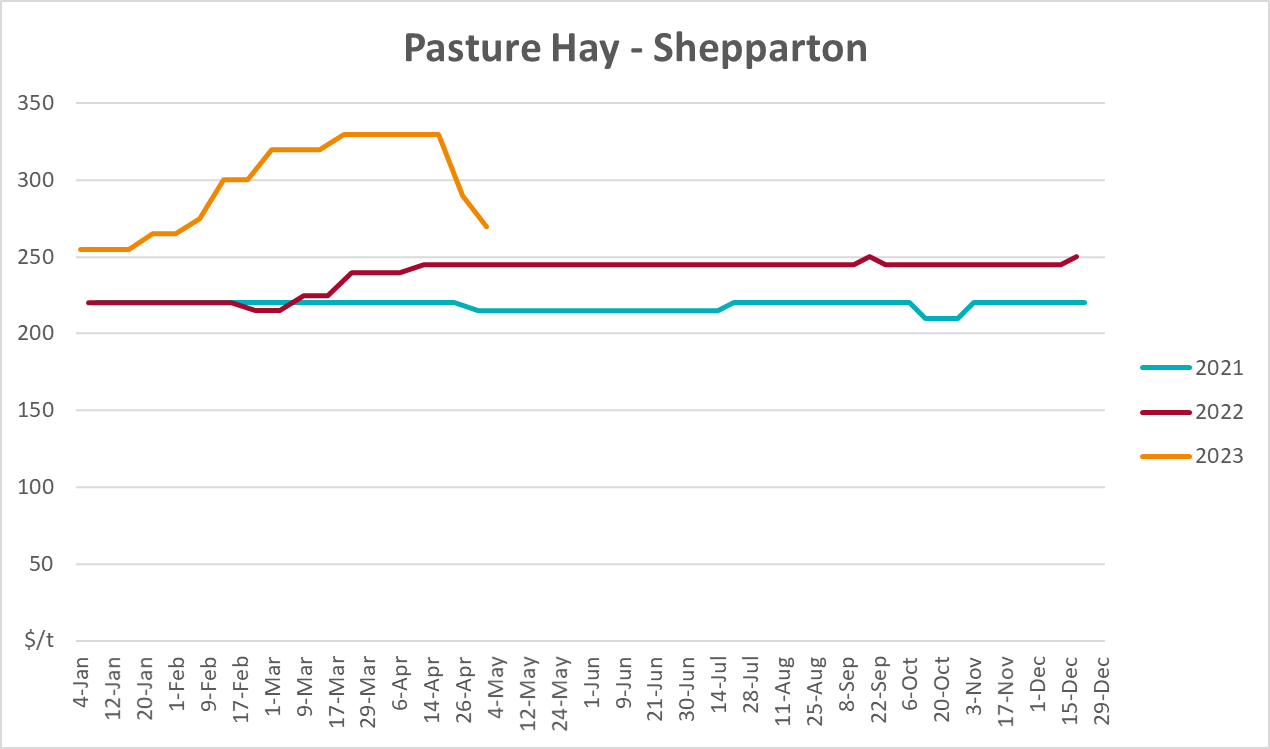 Pasture Hay - Shepparton
350
300
250
200
150
100
50
$/t
4-Jan
12-Jan
20-Jan
1-Feb
9-Feb
17-Feb
1-Mar
9-Mar
17-Mar
29-Mar
6-Apr
14-Apr
26-Apr
4-May
12-May
24-May
1-Jun
9-Jun
21-Jun
30-Jun
14-Jul
28-Jul
11-Aug
25-Aug
8-Sep
22-Sep
6-Oct
20-Oct
3-Nov
17-Nov
1-Dec
15-Dec
29-Dec
2021
2022
2023